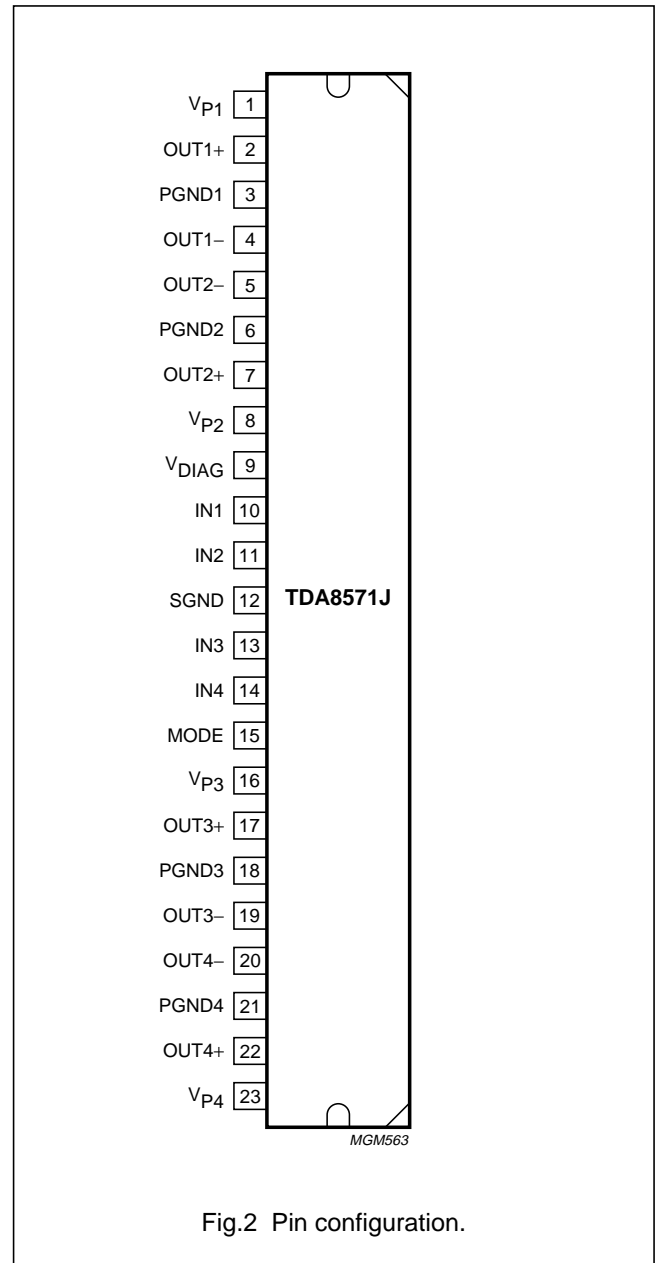 VP1 1
OUT1+ 2
PGND1 3
OUT1− 4
OUT2− 5
PGND2 6
OUT2+ 7
VP2 8
VDIAG 9
IN1 10
IN2 11
SGND 12 TDA8571J
IN3 13
IN4 14
MODE 15
VP3 16
OUT3+ 17
PGND3 18
OUT3− 19
OUT4− 20
PGND4 21
OUT4+ 22
VP4 23
MGM563
Fig.2 Pin configuration.